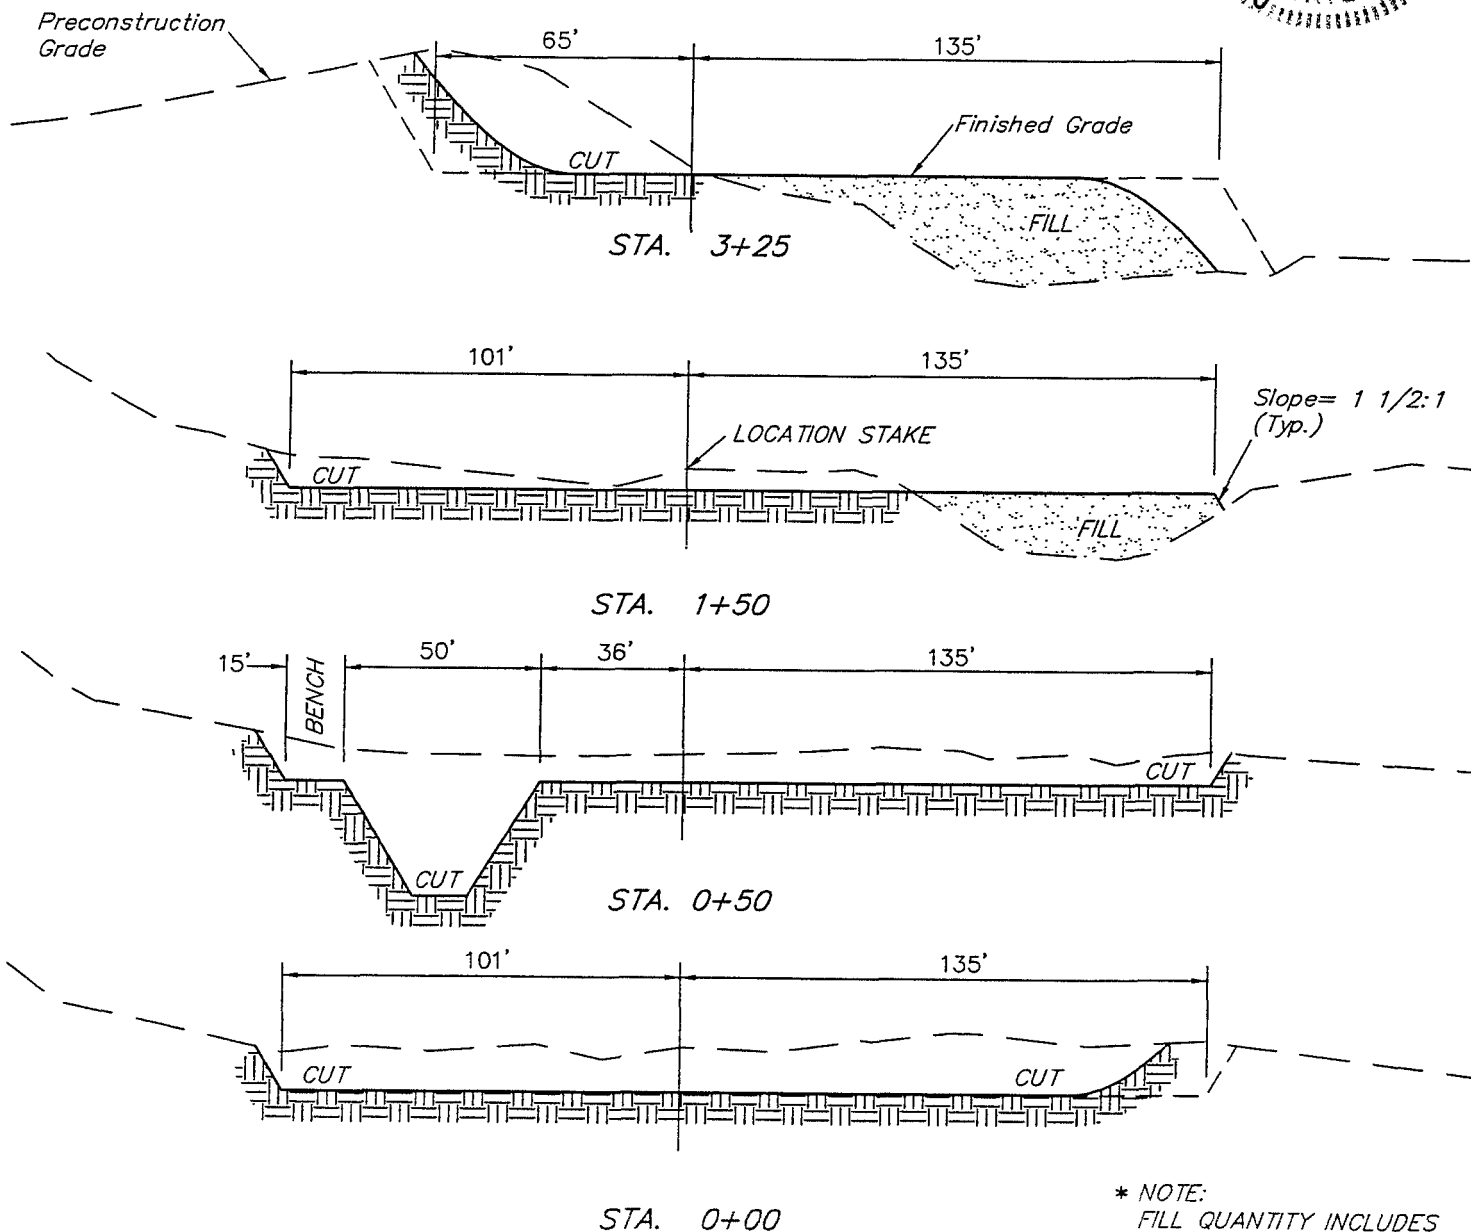 Preconstruction
Grade
65'
135'
Finished Grade
CUT
FILL
STA. 3+25
101'
135'
Slope= 1 1/2:1
(Typ.)
LOCATION STAKE
CUT
FILL
STA. 1+50
15'
BENCH
50'
36'
135'
CUT
CUT
STA. 0+50
101'
135'
CUT
CUT
STA. 0+00
* NOTE:
FILL QUANTITY INCLUDES